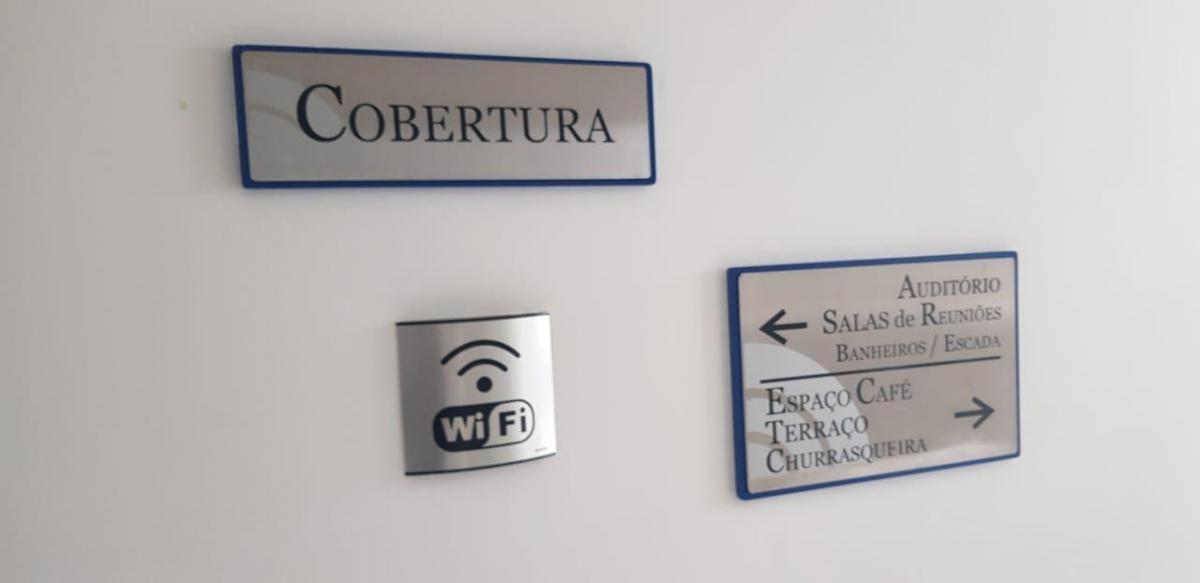 COBERTURA
WiFi
AUDITÓRIO
SALAS de REUNIÕES
BANHEIROS / ESCADA
ESPAÇO CAFÉ
TERRAÇO
CHURRASQUEIRA